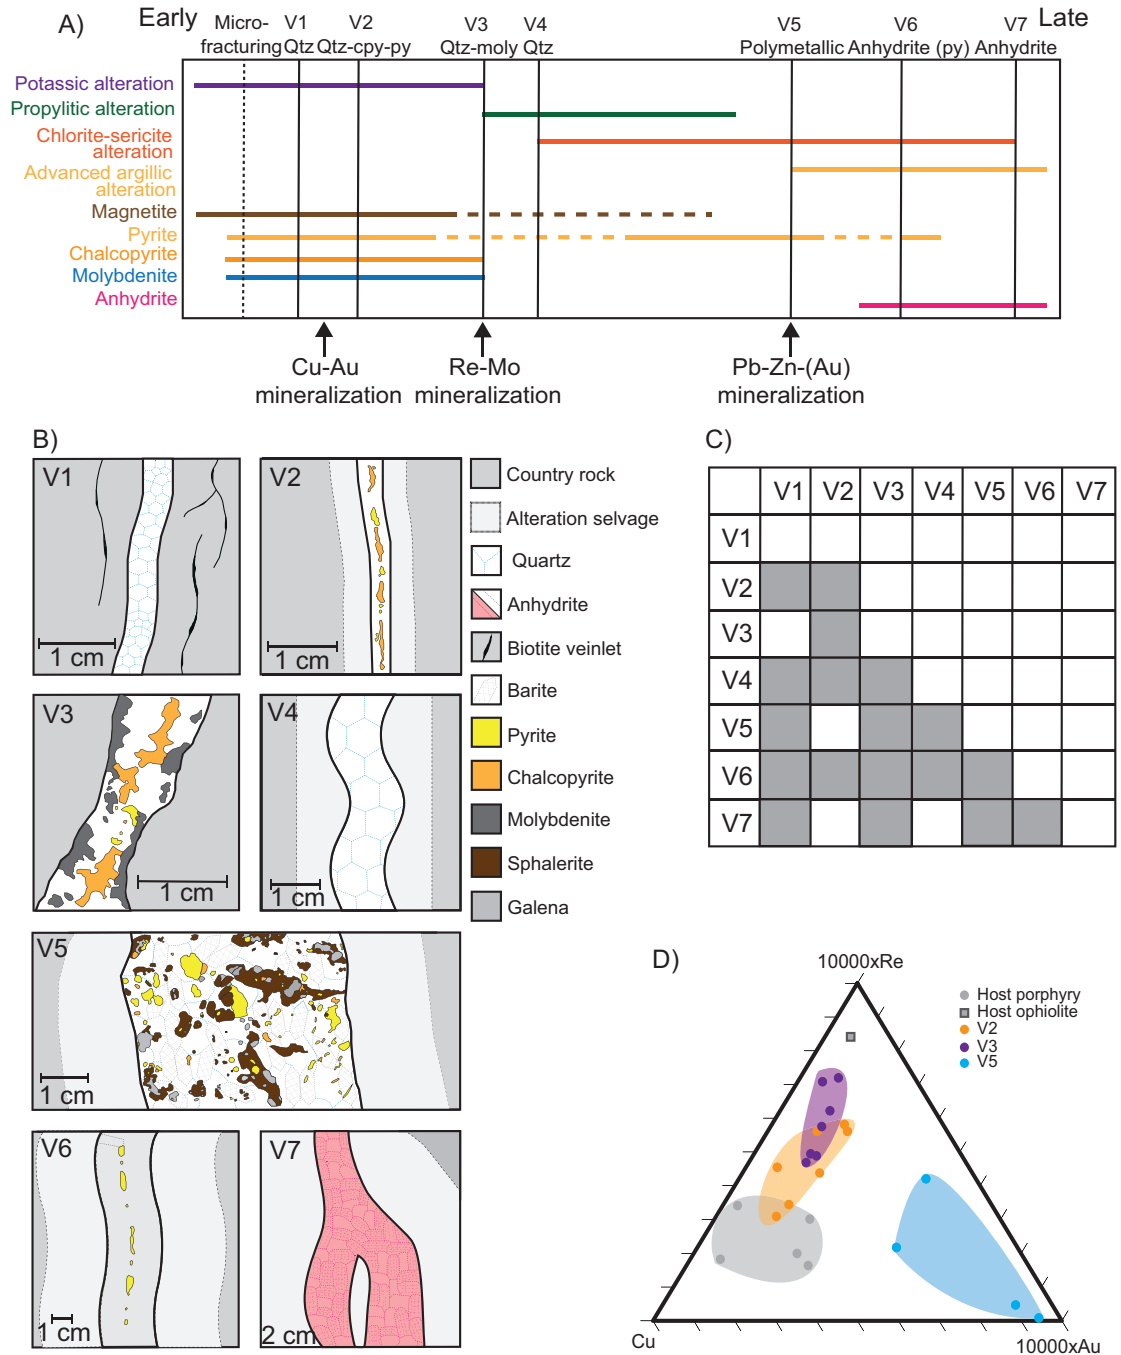 A)
Early
Late
Micro-
fracturing
V1
Qtz
V2
Qtz-cpy-py
V3
Qtz-moly
V4
Qtz
V5
Polymetallic
V6
Anhydrite (py)
V7
Anhydrite
Potassic alteration
Propylitic alteration
Chlorite-sericite
alteration
Advanced argillic
alteration
Magnetite
Pyrite
Chalcopyrite
Molybdenite
Anhydrite
Cu-Au
mineralization
Re-Mo
mineralization
Pb-Zn-(Au)
mineralization
B)
V1
1 cm
V2
1 cm
V3
1 cm
V4
1 cm
V5
1 cm
V6
1 cm
V7
2 cm
Country rock
Alteration selvage
Quartz
Anhydrite
Biotite veinlet
Barite
Pyrite
Chalcopyrite
Molybdenite
Sphalerite
Galena
C)
V1 V2 V3 V4 V5 V6 V7
V1
V2
V3
V4
V5
V6
V7
D)
10000xRe
Host porphyry
Host ophiolite
V2
V3
V5
Cu
10000xAu